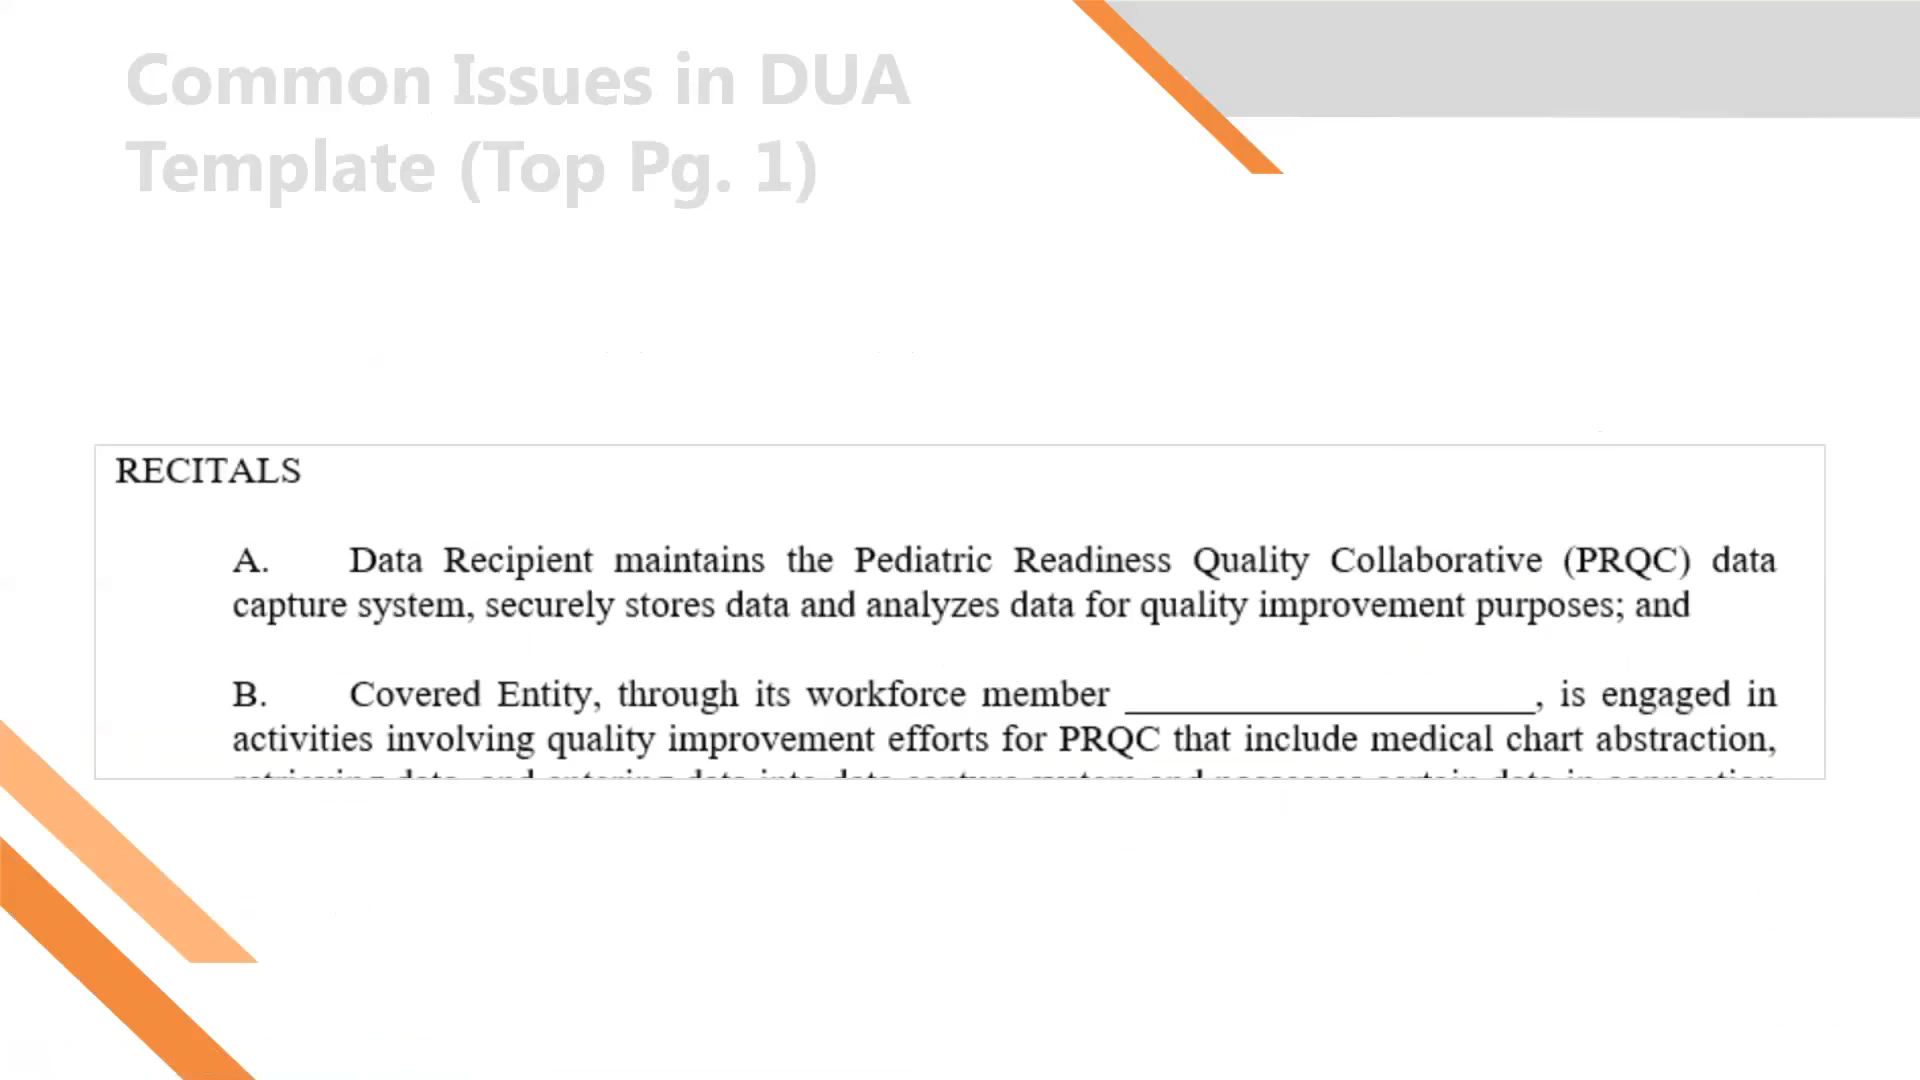 Common Issues in DUA
Template (Top Pg. 1)
RECITALS
A. Data Recipient maintains the Pediatric Readiness Quality Collaborative (PRQC) data
capture system, securely stores data and analyzes data for quality improvement purposes; and
B. Covered Entity, through its workforce member ______________________, is engaged in
activities involving quality improvement efforts for PRQC that include medical chart abstraction,